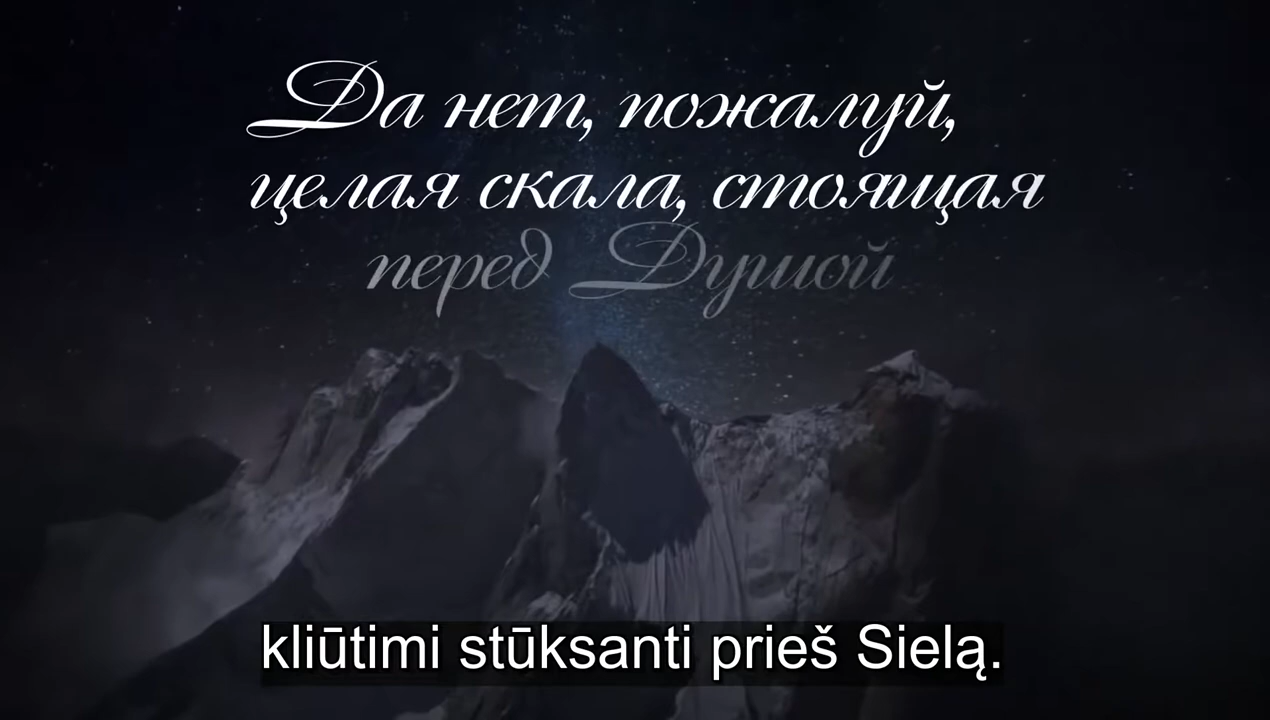 Да нет, пожалуй,
целая скала, стоящая
перед Душой
kliūtimi stūksanti prieš Sielą.